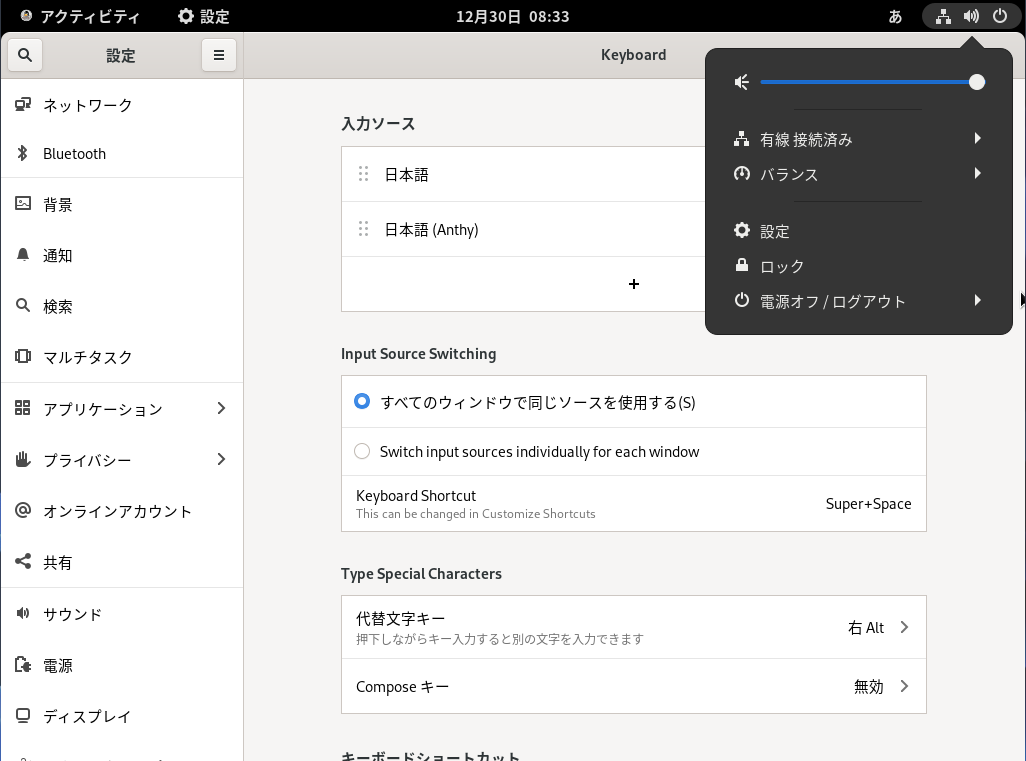 アクティビティ 設定 12月30日 08:33 あ
設定
Keyboard
ネットワーク
Bluetooth
背景
通知
検索
マルチタスク
アプリケーション
プライバシー
オンラインアカウント
共有
サウンド
電源
ディスプレイ
入力ソース
日本語
日本語 (Anthy)
+
Input Source Switching
すべてのウィンドウで同じソースを使用する(S)
Switch input sources individually for each window
Keyboard Shortcut
This can be changed in Customize Shortcuts
Super+Space
Type Special Characters
代替文字キー
押下しながらキー入力すると別の文字を入力できます
右 Alt
Compose キー
無効
キーボードショートカット
有線 接続済み
バランス
設定
ロック
電源オフ / ログアウト